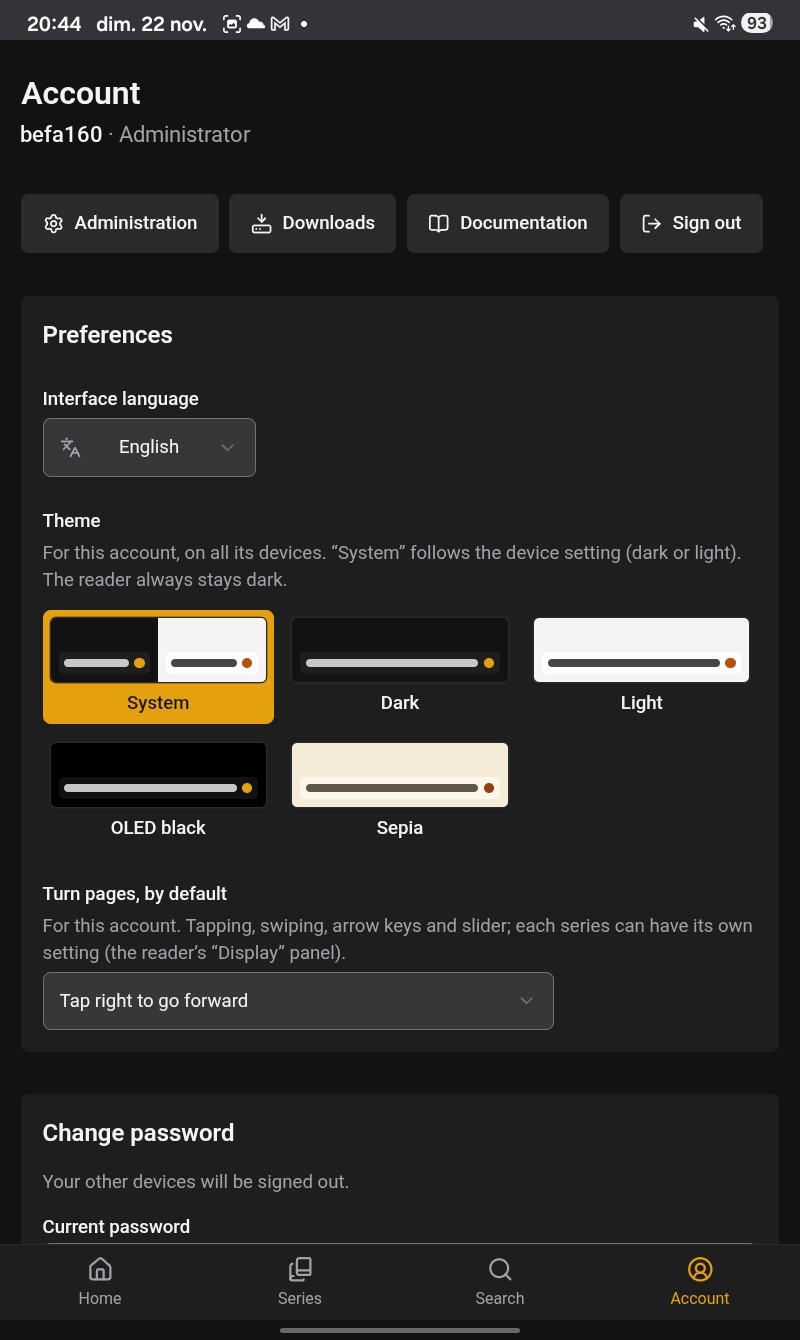 20:44 dim. 22 nov. 93
Account
befa160 · Administrator
Administration Downloads Documentation Sign out
Preferences
Interface language
English
Theme
For this account, on all its devices. “System” follows the device setting (dark or light).
The reader always stays dark.
System Dark Light
OLED black Sepia
Turn pages, by default
For this account. Tapping, swiping, arrow keys and slider; each series can have its own
setting (the reader’s “Display” panel).
Tap right to go forward
Change password
Your other devices will be signed out.
Current password
Home Series Search Account